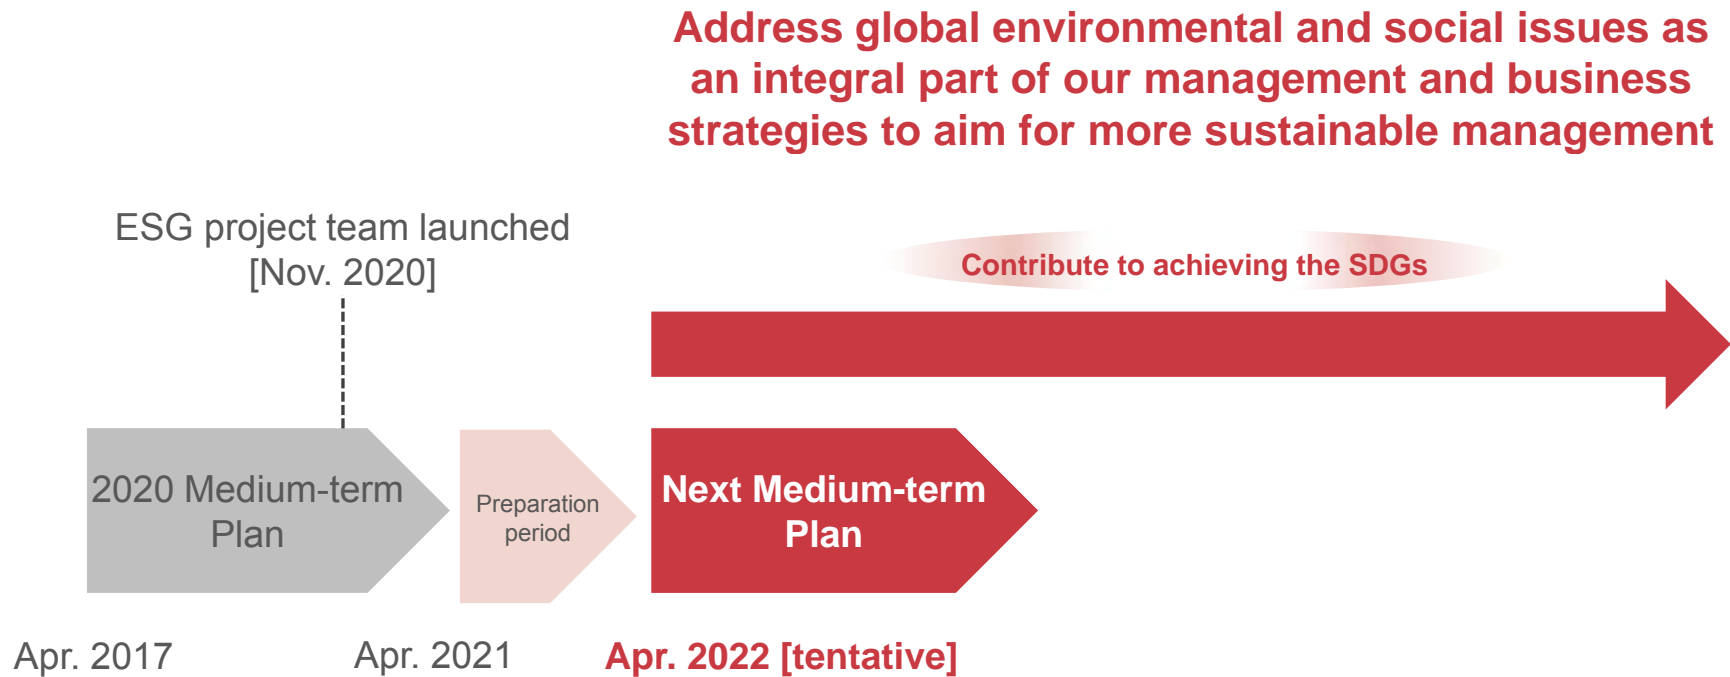 Address global environmental and social issues as
an integral part of our management and business
strategies to aim for more sustainable management
ESG project team launched
[Nov. 2020]
Contribute to achieving the SDGs
2020 Medium-term
Plan
Preparation
period
Next Medium-term
Plan
Apr. 2017
Apr. 2021
Apr. 2022 [tentative]